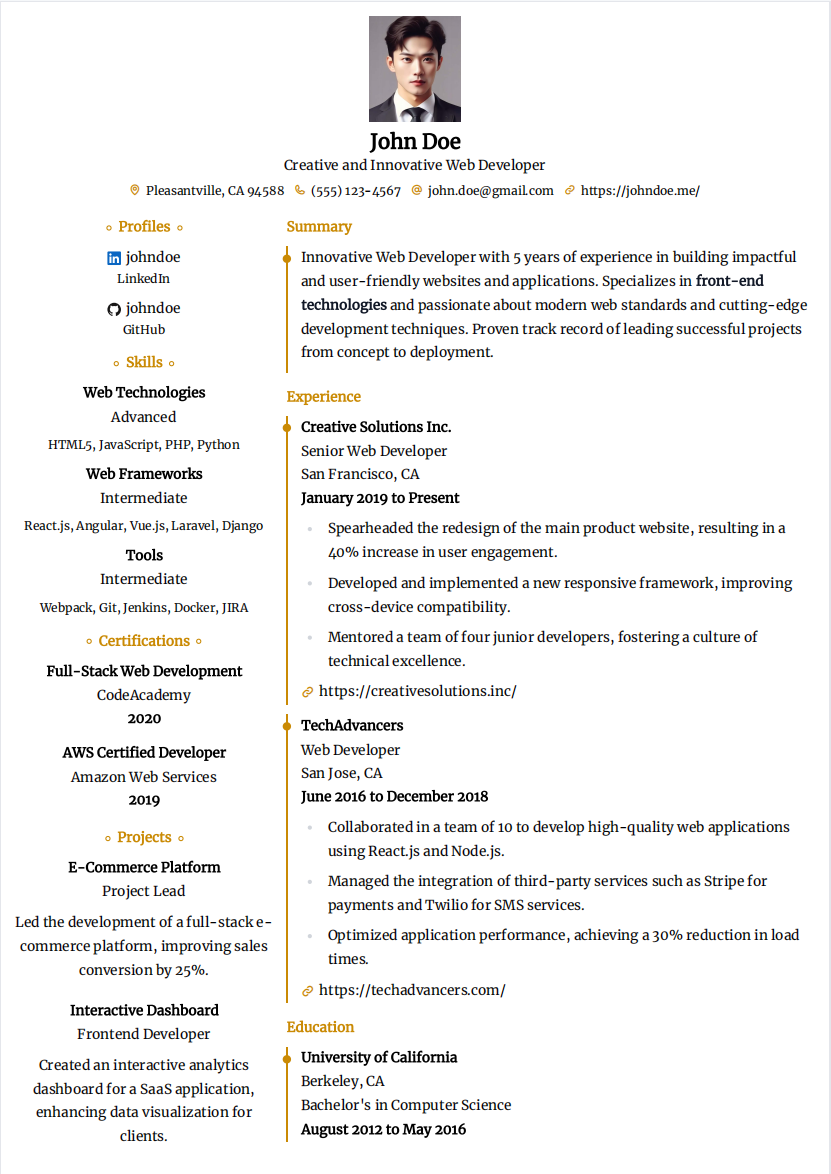 John Doe
Creative and Innovative Web Developer
Pleasantville, CA 94588 (555) 123-4567 john.doe@gmail.com https://johndoe.me/
Profiles
johndoe
LinkedIn
johndoe
GitHub
Skills
Web Technologies
Advanced
HTML5, JavaScript, PHP, Python
Web Frameworks
Intermediate
React.js, Angular, Vue.js, Laravel, Django
Tools
Intermediate
Webpack, Git, Jenkins, Docker, JIRA
Certifications
Full-Stack Web Development
CodeAcademy
2020
AWS Certified Developer
Amazon Web Services
2019
Projects
E-Commerce Platform
Project Lead
Led the development of a full-stack e-
commerce platform, improving sales
conversion by 25%.
Interactive Dashboard
Frontend Developer
Created an interactive analytics
dashboard for a SaaS application,
enhancing data visualization for
clients.
Summary
Innovative Web Developer with 5 years of experience in building impactful
and user-friendly websites and applications. Specializes in front-end
technologies and passionate about modern web standards and cutting-edge
development techniques. Proven track record of leading successful projects
from concept to deployment.
Experience
Creative Solutions Inc.
Senior Web Developer
San Francisco, CA
January 2019 to Present
Spearheaded the redesign of the main product website, resulting in a
40% increase in user engagement.
Developed and implemented a new responsive framework, improving
cross-device compatibility.
Mentored a team of four junior developers, fostering a culture of
technical excellence.
https://creativesolutions.inc/
TechAdvancers
Web Developer
San Jose, CA
June 2016 to December 2018
Collaborated in a team of 10 to develop high-quality web applications
using React.js and Node.js.
Managed the integration of third-party services such as Stripe for
payments and Twilio for SMS services.
Optimized application performance, achieving a 30% reduction in load
times.
https://techadvancers.com/
Education
University of California
Berkeley, CA
Bachelor's in Computer Science
August 2012 to May 2016